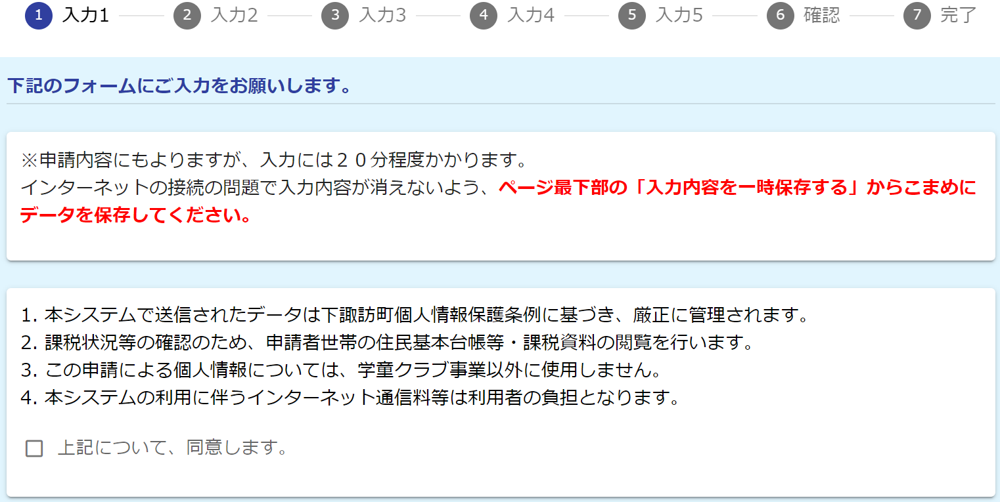 1 入力1 2 入力2 3 入力3 4 入力4 5 入力5 6 確認 7 完了
下記のフォームにご入力をお願いします。
※申請内容にもよりますが、入力には２０分程度かかります。
インターネットの接続の問題で入力内容が消えないよう、ページ最下部の「入力内容を一時保存する」からこまめに
データを保存してください。
1. 本システムで送信されたデータは下諏訪町個人情報保護条例に基づき、厳正に管理されます。
2. 課税状況等の確認のため、申請者世帯の住民基本台帳等・課税資料の閲覧を行います。
3. この申請による個人情報については、学童クラブ事業以外に使用しません。
4. 本システムの利用に伴うインターネット通信料等は利用者の負担となります。
上記について、同意します。